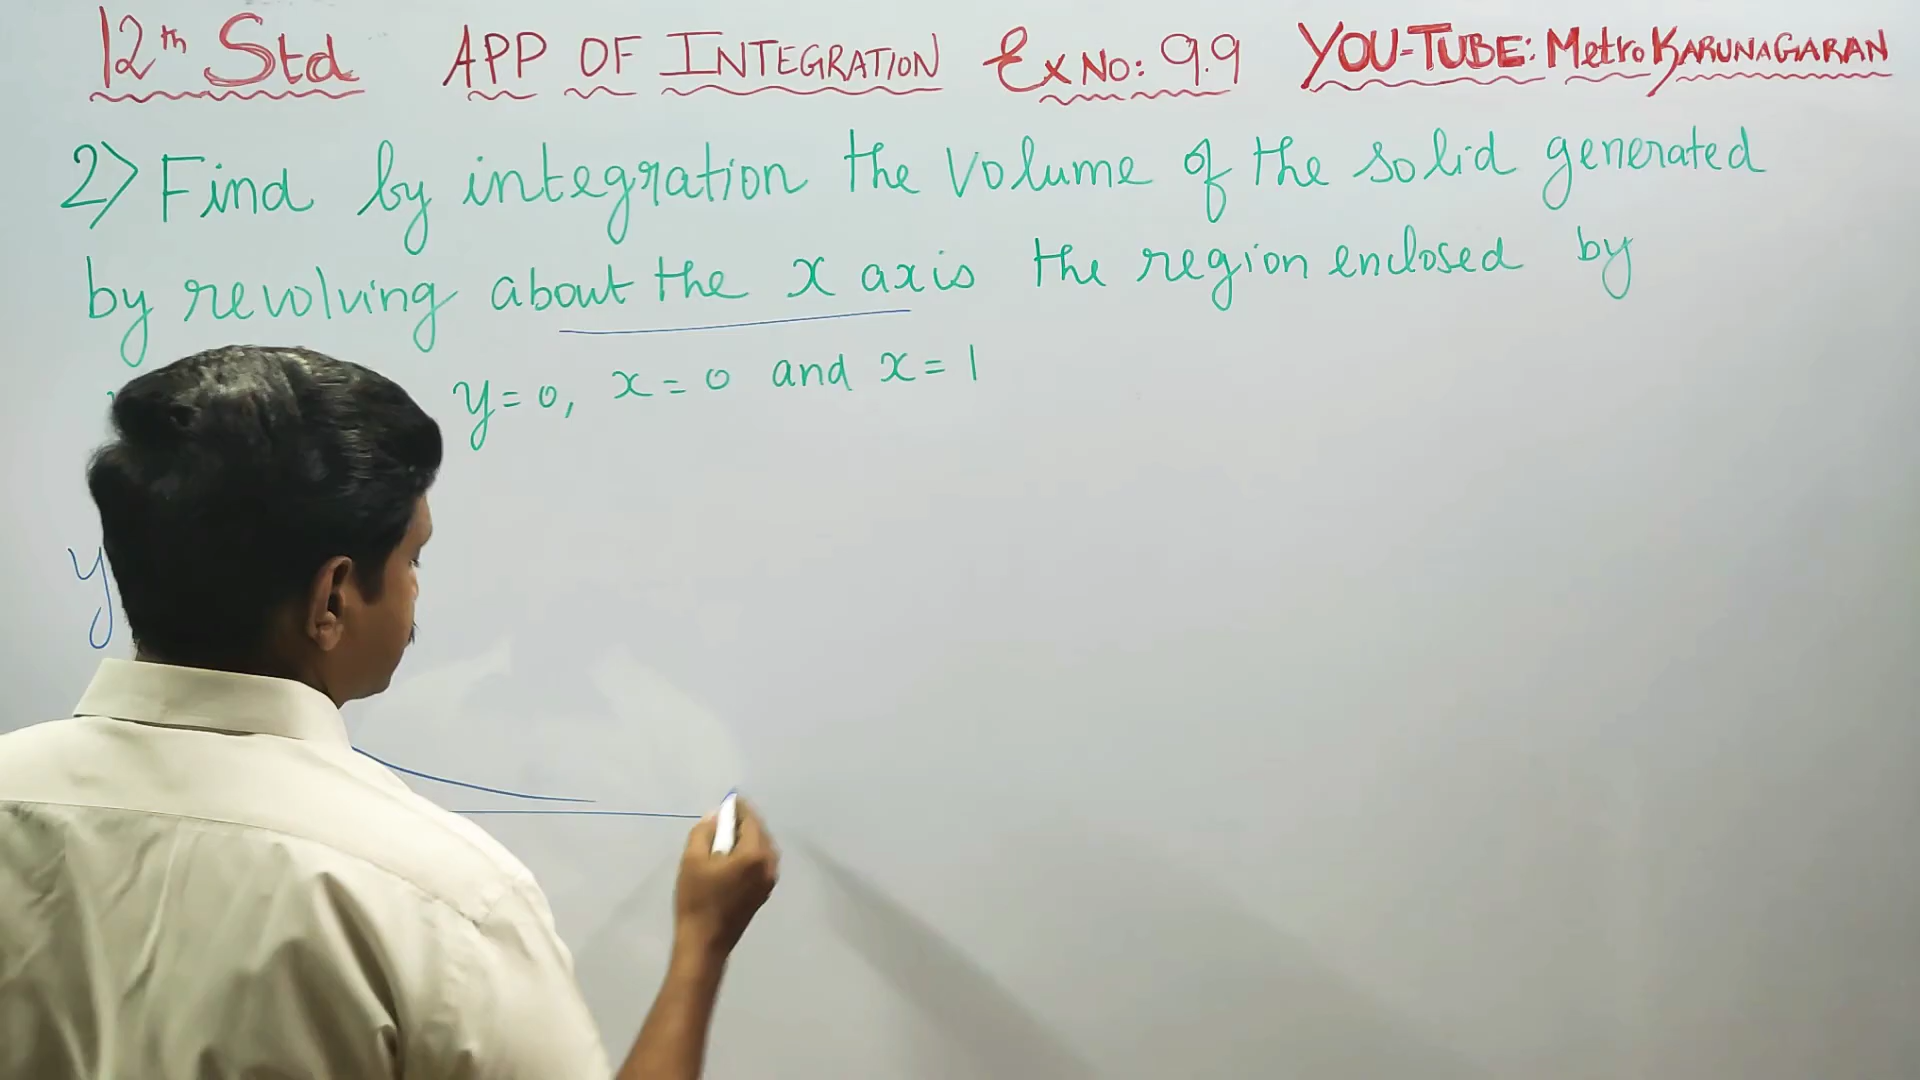 12th Std APP OF INTEGRATION Ex No: 9.9 YOU-TUBE: Metro KARUNAGARAN
2) Find by integration the volume of the solid generated
by revolving about the x axis the region enclosed by
y=0, x=0 and x=1
y